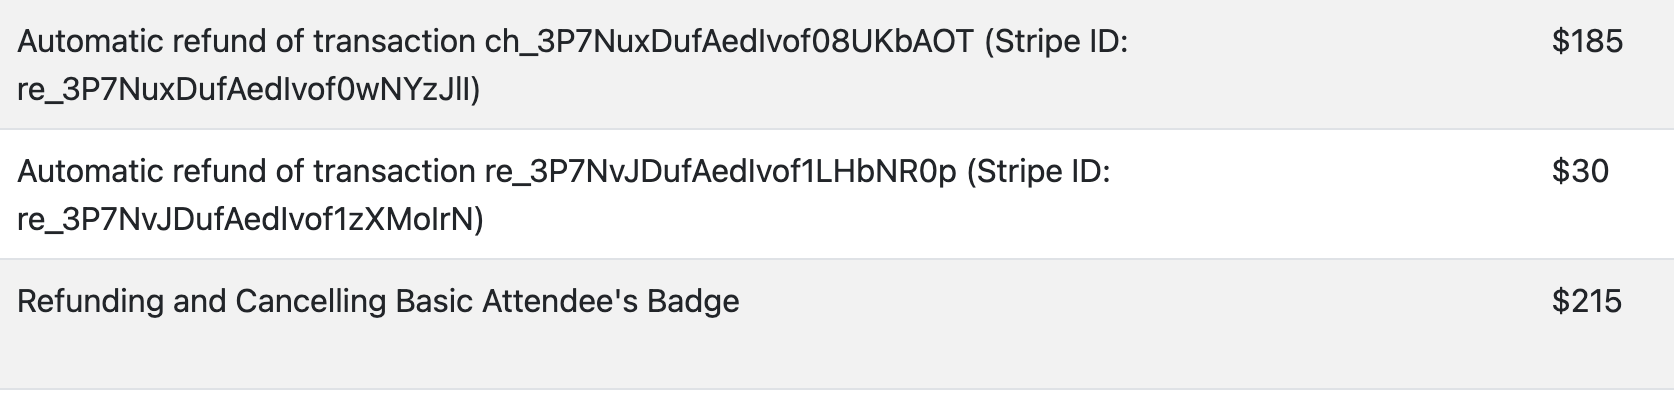 Automatic refund of transaction ch_3P7NuxDufAedIvof08UKbAOT (Stripe ID: $185
re_3P7NuxDufAedIvof0wNYzJlI)
Automatic refund of transaction re_3P7NvJDufAedIvof1LHbNR0p (Stripe ID: $30
re_3P7NvJDufAedIvof1zXMoIrN)
Refunding and Cancelling Basic Attendee's Badge $215